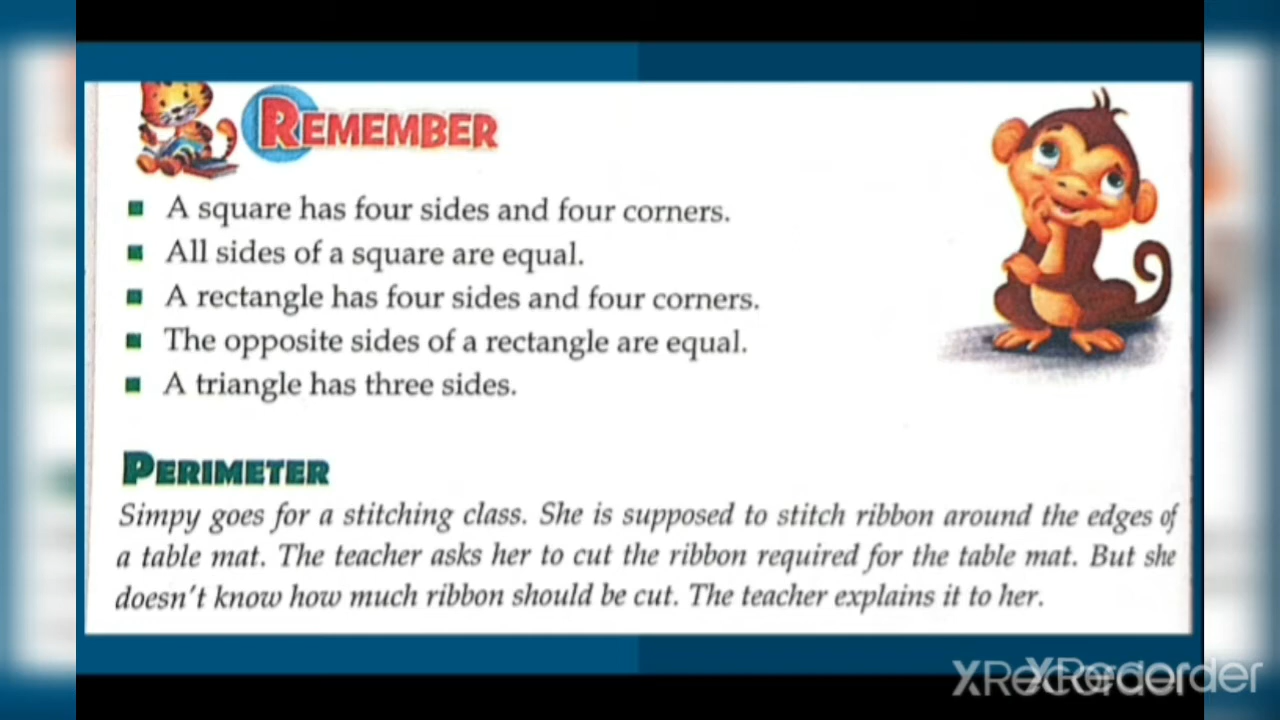 REMEMBER
A square has four sides and four corners.
All sides of a square are equal.
A rectangle has four sides and four corners.
The opposite sides of a rectangle are equal.
A triangle has three sides.
PERIMETER
Simpy goes for a stitching class. She is supposed to stitch ribbon around the edges of
a table mat. The teacher asks her to cut the ribbon required for the table mat. But she
doesn't know how much ribbon should be cut. The teacher explains it to her.
XRecorder
XRecorder